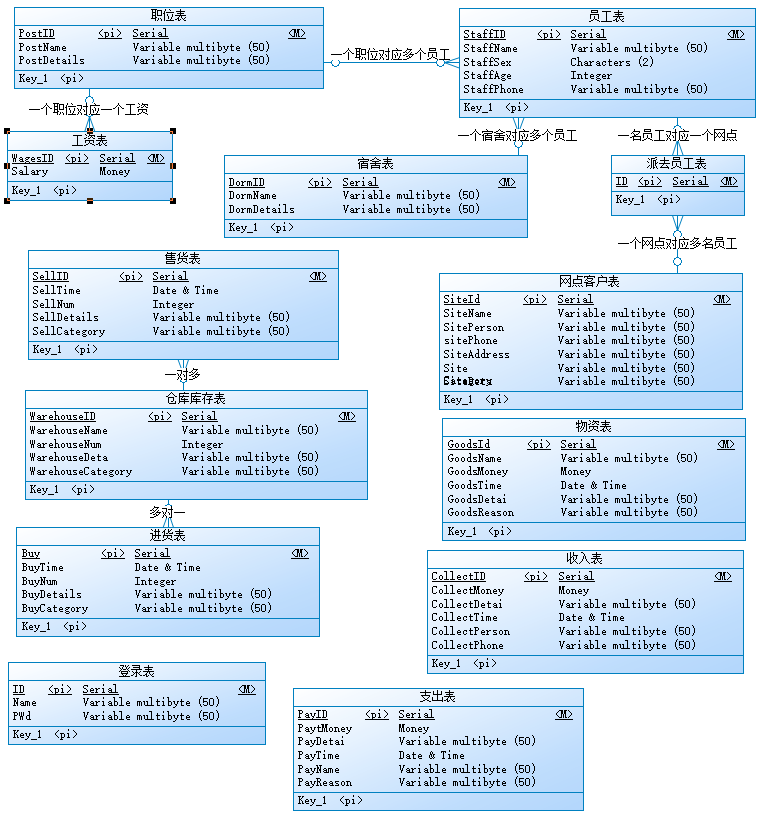 职位表
PostID <pi> Serial <M>
PostName Variable multibyte (50)
PostDetails Variable multibyte (50)
Key_1 <pi>
一个职位对应多个员工
员工表
StaffID <pi> Serial <M>
StaffName Variable multibyte (50)
StaffSex Characters (2)
StaffAge Integer
StaffPhone Variable multibyte (50)
Key_1 <pi>
一个职位对应一个工资
工资表
WagesID <pi> Serial <M>
Salary Money
Key_1 <pi>
一个宿舍对应多个员工
一名员工对应一个网点
宿舍表
DormID <pi> Serial <M>
DormName Variable multibyte (50)
DormDetails Variable multibyte (50)
Key_1 <pi>
派去员工表
ID <pi> Serial <M>
Key_1 <pi>
一个网点对应多名员工
售货表
SellID <pi> Serial <M>
SellTime Date & Time
SellNum Integer
SellDetails Variable multibyte (50)
SellCategory Variable multibyte (50)
Key_1 <pi>
一对多
网点客户表
SiteId <pi> Serial <M>
SiteName Variable multibyte (50)
SitePerson Variable multibyte (50)
sitePhone Variable multibyte (50)
SiteAddress Variable multibyte (50)
Site Variable multibyte (50)
Variable multibyte (50)
Key_1 <pi>
仓库库存表
WarehouseID <pi> Serial <M>
WarehouseName Variable multibyte (50)
WarehouseNum Integer
WarehouseDeta Variable multibyte (50)
WarehouseCategory Variable multibyte (50)
Key_1 <pi>
多对一
物资表
GoodsId <pi> Serial <M>
GoodsName Variable multibyte (50)
GoodsMoney Money
GoodsTime Date & Time
GoodsDetai Variable multibyte (50)
GoodsReason Variable multibyte (50)
Key_1 <pi>
进货表
Buy <pi> Serial <M>
BuyTime Date & Time
BuyNum Integer
BuyDetails Variable multibyte (50)
BuyCategory Variable multibyte (50)
Key_1 <pi>
收入表
CollectID <pi> Serial <M>
CollectMoney Money
CollectDetai Variable multibyte (50)
CollectTime Date & Time
CollectPerson Variable multibyte (50)
CollectPhone Variable multibyte (50)
Key_1 <pi>
登录表
ID <pi> Serial <M>
Name Variable multibyte (50)
PWd Variable multibyte (50)
Key_1 <pi>
支出表
PayID <pi> Serial <M>
PaytMoney Money
PayDetai Variable multibyte (50)
PayTime Date & Time
PayName Variable multibyte (50)
PayReason Variable multibyte (50)
Key_1 <pi>